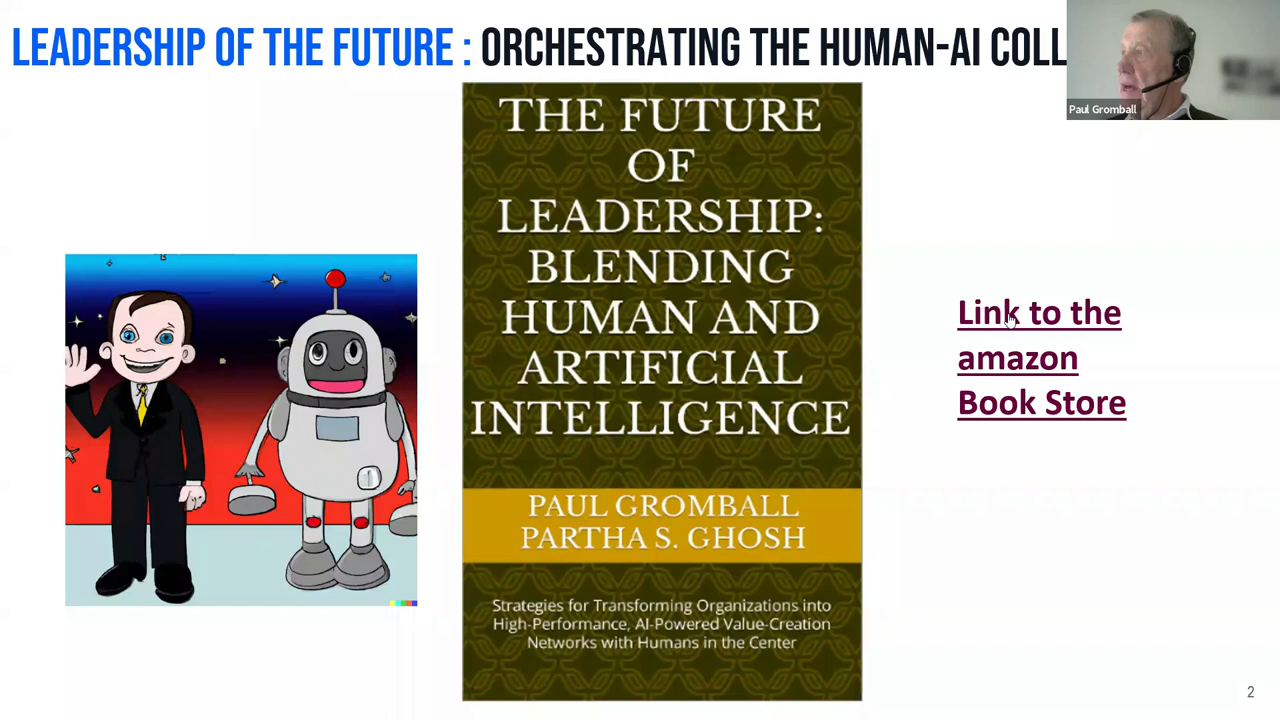 LEADERSHIP OF THE FUTURE : ORCHESTRATING THE HUMAN-AI COLL
Paul Gromball
THE FUTURE
OF
LEADERSHIP:
BLENDING
HUMAN AND
ARTIFICIAL
INTELLIGENCE
PAUL GROMBALL
PARTHA S. GHOSH
Strategies for Transforming Organizations into
High-Performance, AI-Powered Value-Creation
Networks with Humans in the Center
Link to the
amazon
Book Store
2